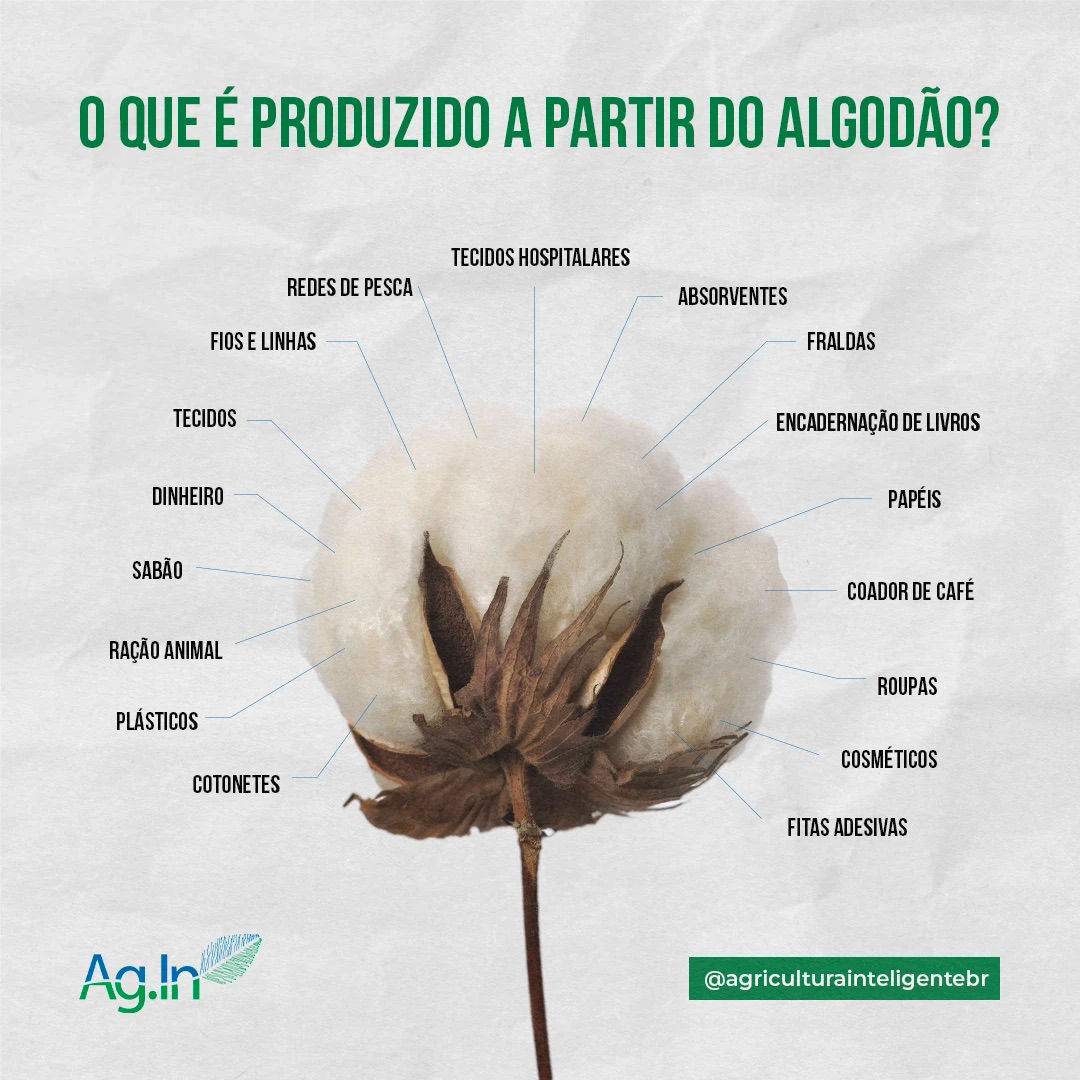 O QUE É PRODUZIDO A PARTIR DO ALGODÃO?
TECIDOS HOSPITALARES
REDES DE PESCA
ABSORVENTES
FIOS E LINHAS
FRALDAS
TECIDOS
ENCADERNAÇÃO DE LIVROS
DINHEIRO
PAPÉIS
SABÃO
COADOR DE CAFÉ
RAÇÃO ANIMAL
ROUPAS
PLÁSTICOS
COSMÉTICOS
COTONETES
FITAS ADESIVAS
Ag.In
@agriculturainteligentebr